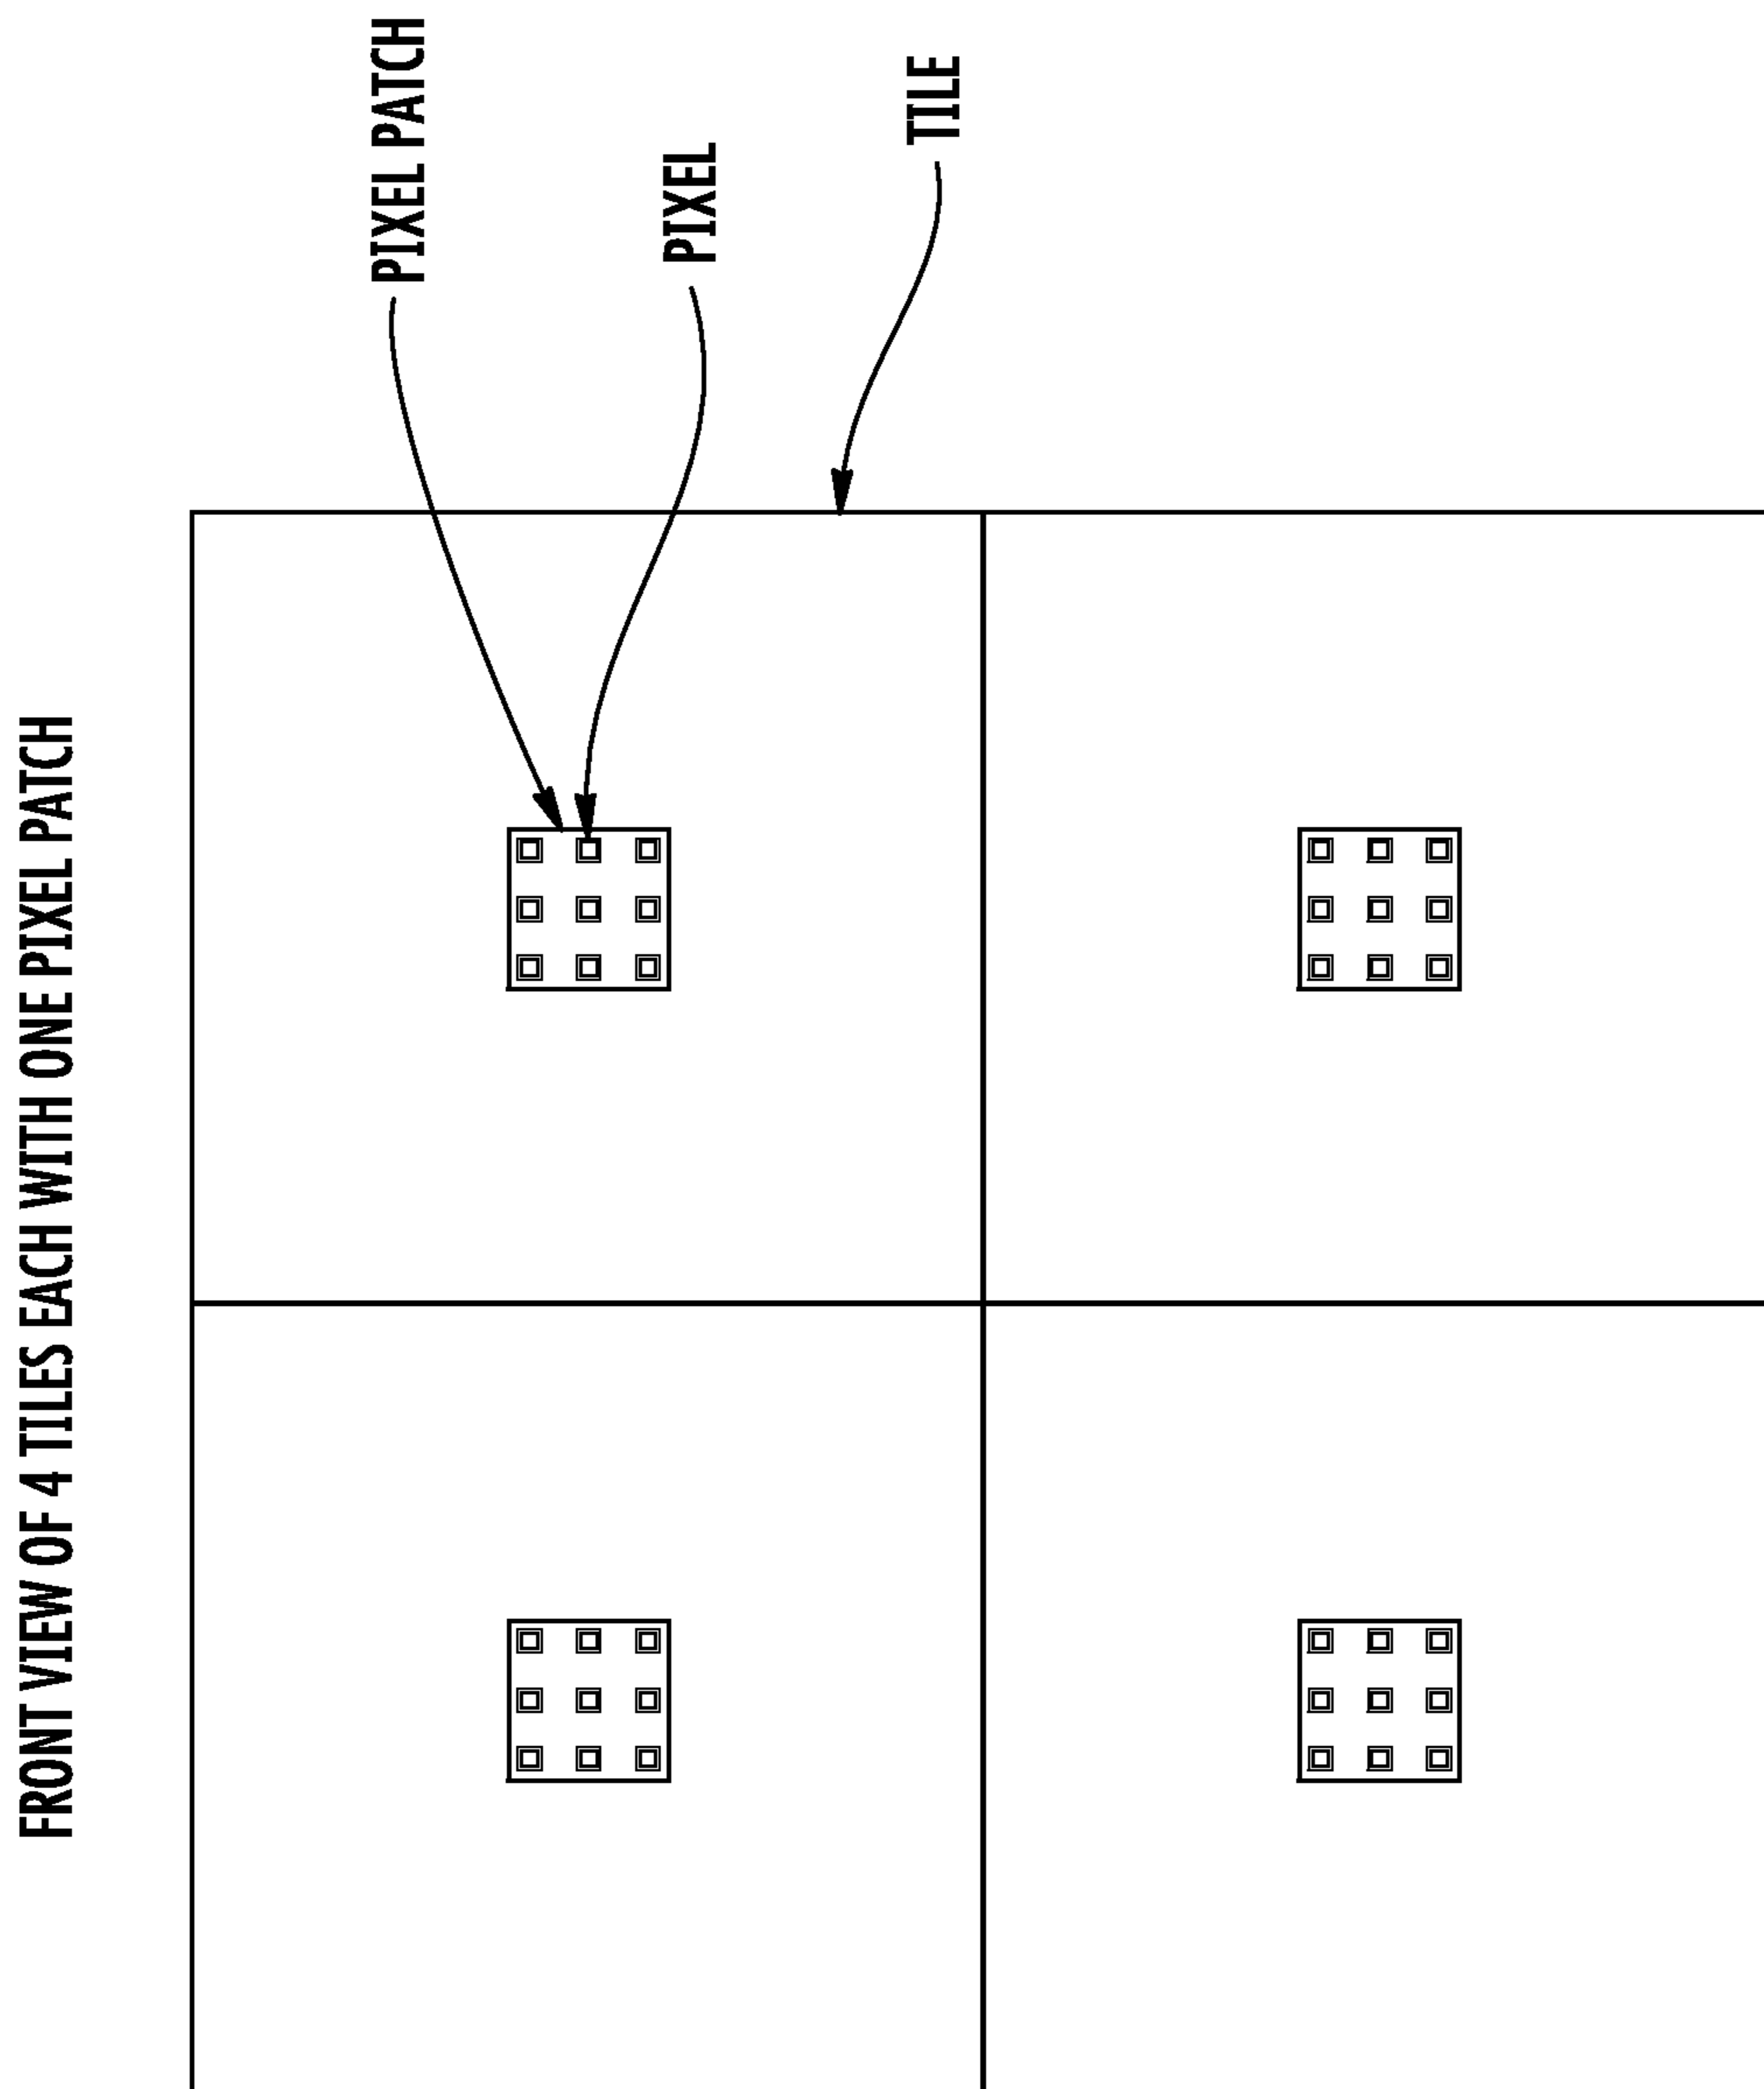 FRONT VIEW OF 4 TILES EACH WITH ONE PIXEL PATCH
PIXEL PATCH
PIXEL
TILE